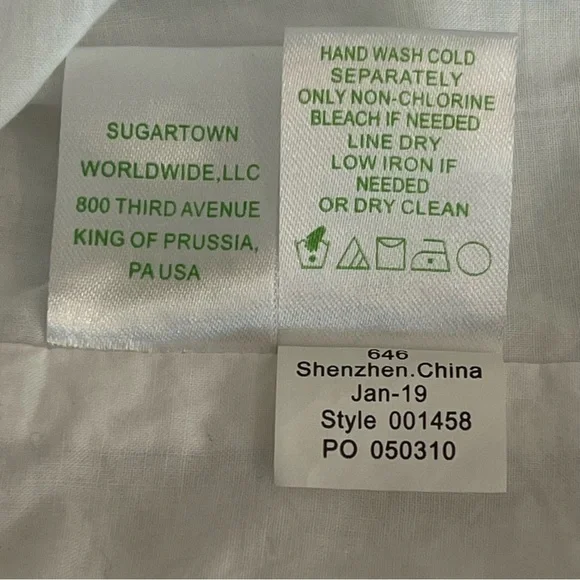 SUGARTOWN
WORLDWIDE,LLC
800 THIRD AVENUE
KING OF PRUSSIA,
PA USA
HAND WASH COLD
SEPARATELY
ONLY NON-CHLORINE
BLEACH IF NEEDED
LINE DRY
LOW IRON IF
NEEDED
OR DRY CLEAN
646
Shenzhen.China
Jan-19
Style 001458
PO 050310